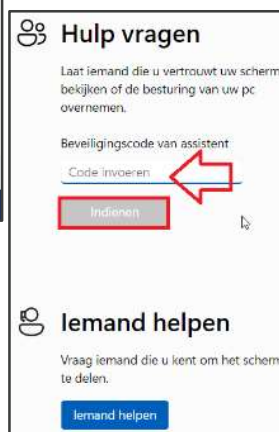 Hulp vragen
Laat iemand die u vertrouwt uw scherm
bekijken of de besturing van uw pc
overnemen.
Beveiligingscode van assistent
Code invoeren
Indienen
Iemand helpen
Vraag iemand die u kent om het scherm
te delen.
Iemand helpen